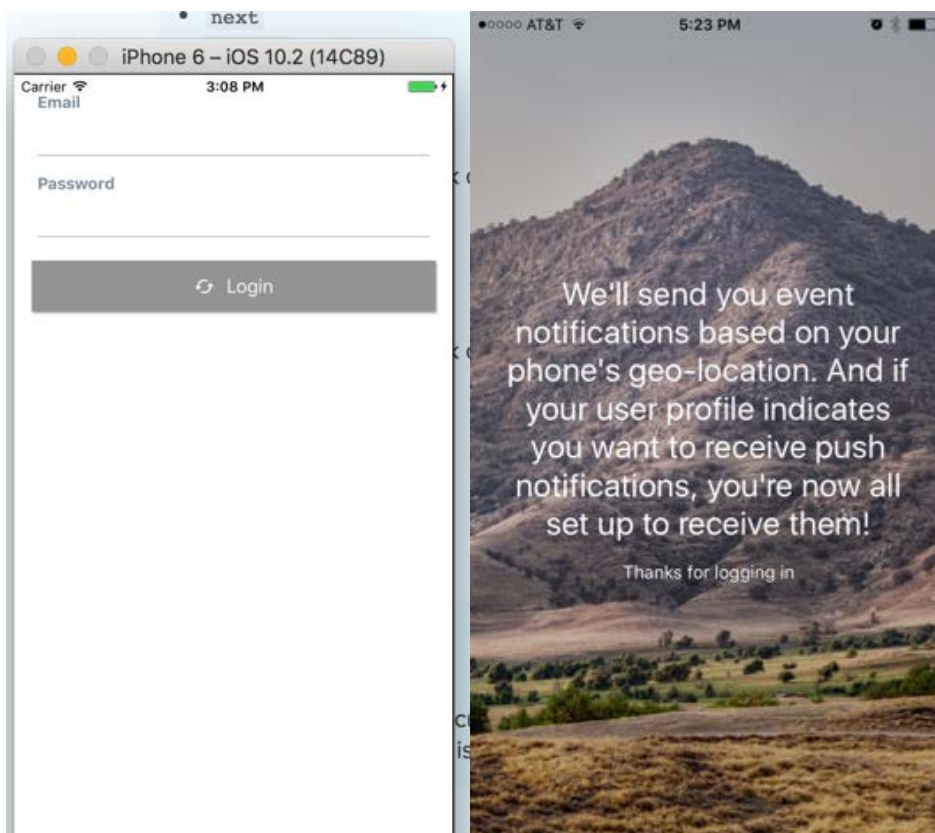 next
iPhone 6 – iOS 10.2 (14C89)
Carrier
3:08 PM
Email
Password
Login
AT&T
5:23 PM
We'll send you event
notifications based on your
phone's geo-location. And if
your user profile indicates
you want to receive push
notifications, you're now all
set up to receive them!
Thanks for logging in